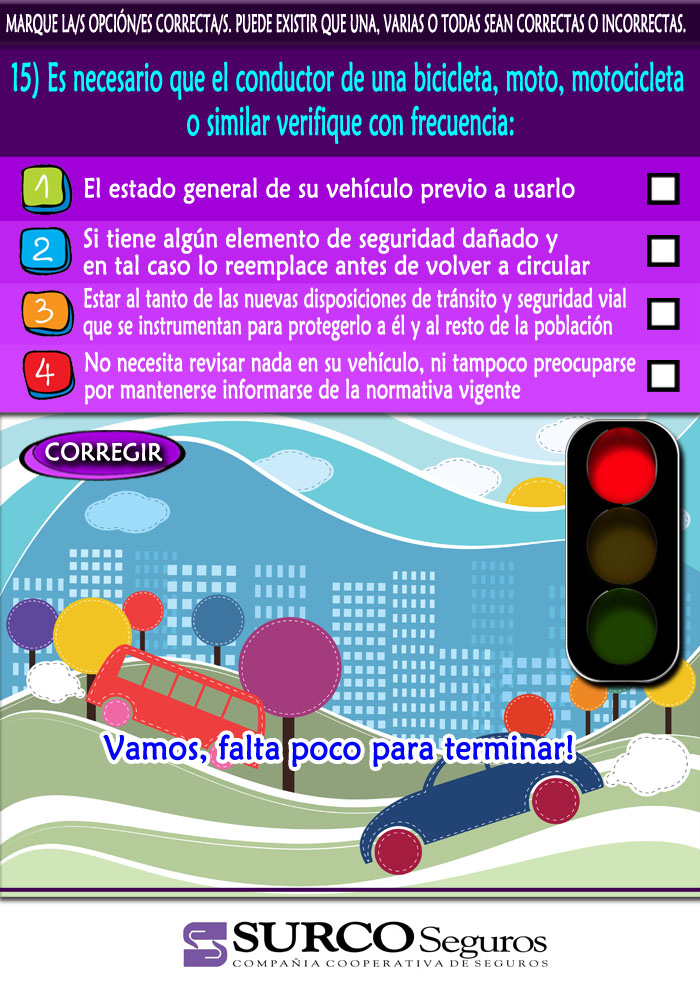 MARQUE LA/S OPCIÓN/ES CORRECTA/S. PUEDE EXISTIR QUE UNA, VARIAS O TODAS SEAN CORRECTAS O INCORRECTAS.
15) Es necesario que el conductor de una bicicleta, moto, motocicleta
o similar verifique con frecuencia:
1 El estado general de su vehículo previo a usarlo
2 Si tiene algún elemento de seguridad dañado y
en tal caso lo reemplace antes de volver a circular
3 Estar al tanto de las nuevas disposiciones de tránsito y seguridad vial
que se instrumentan para protegerlo a él y al resto de la población
4 No necesita revisar nada en su vehículo, ni tampoco preocuparse
por mantenerse informarse de la normativa vigente
CORREGIR
Vamos, falta poco para terminar!
SURCO Seguros
COMPAÑIA COOPERATIVA DE SEGUROS